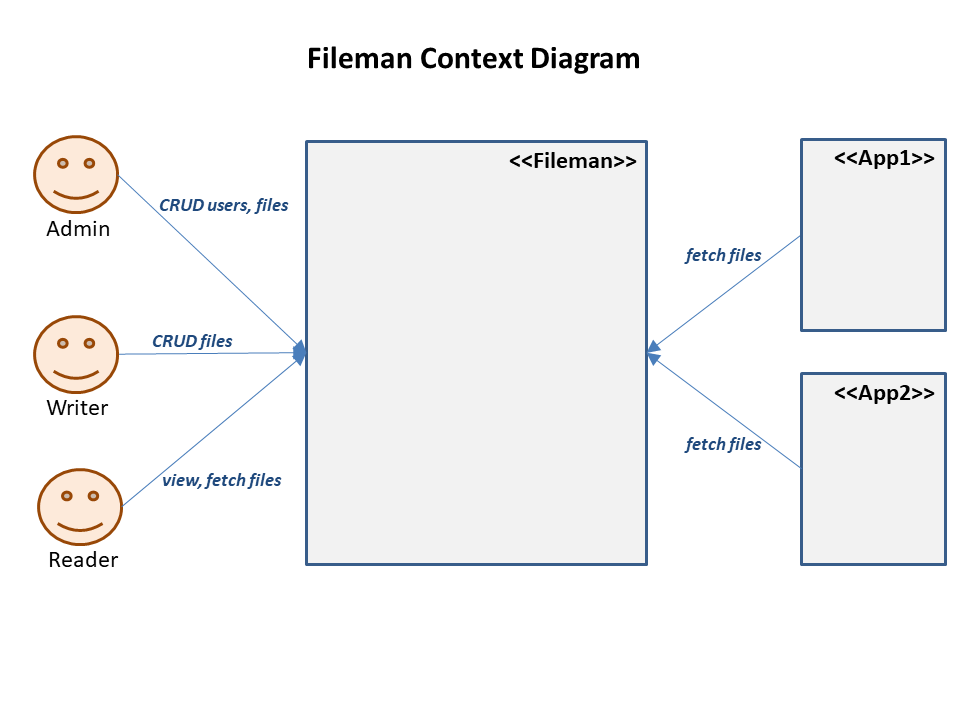 Fileman Context Diagram
<<Fileman>>
<<App1>>
CRUD users, files
Admin
fetch files
CRUD files
Writer
<<App2>>
fetch files
view, fetch files
Reader